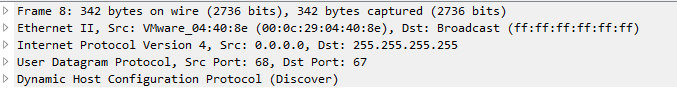 Frame 8: 342 bytes on wire (2736 bits), 342 bytes captured (2736 bits)
Ethernet II, Src: VMware_04:40:8e (00:0c:29:04:40:8e), Dst: Broadcast (ff:ff:ff:ff:ff:ff)
Internet Protocol Version 4, Src: 0.0.0.0, Dst: 255.255.255.255
User Datagram Protocol, Src Port: 68, Dst Port: 67
Dynamic Host Configuration Protocol (Discover)